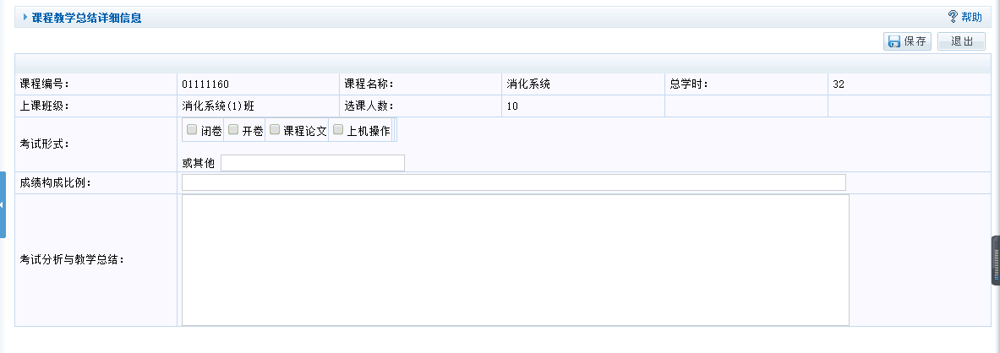 课程教学总结详细信息 帮助
保存 退出
课程编号： 01111160 课程名称： 消化系统 总学时： 32
上课班级： 消化系统(1)班 选课人数： 10
考试形式： 闭卷 开卷 课程论文 上机操作
或其他
成绩构成比例：
考试分析与教学总结：